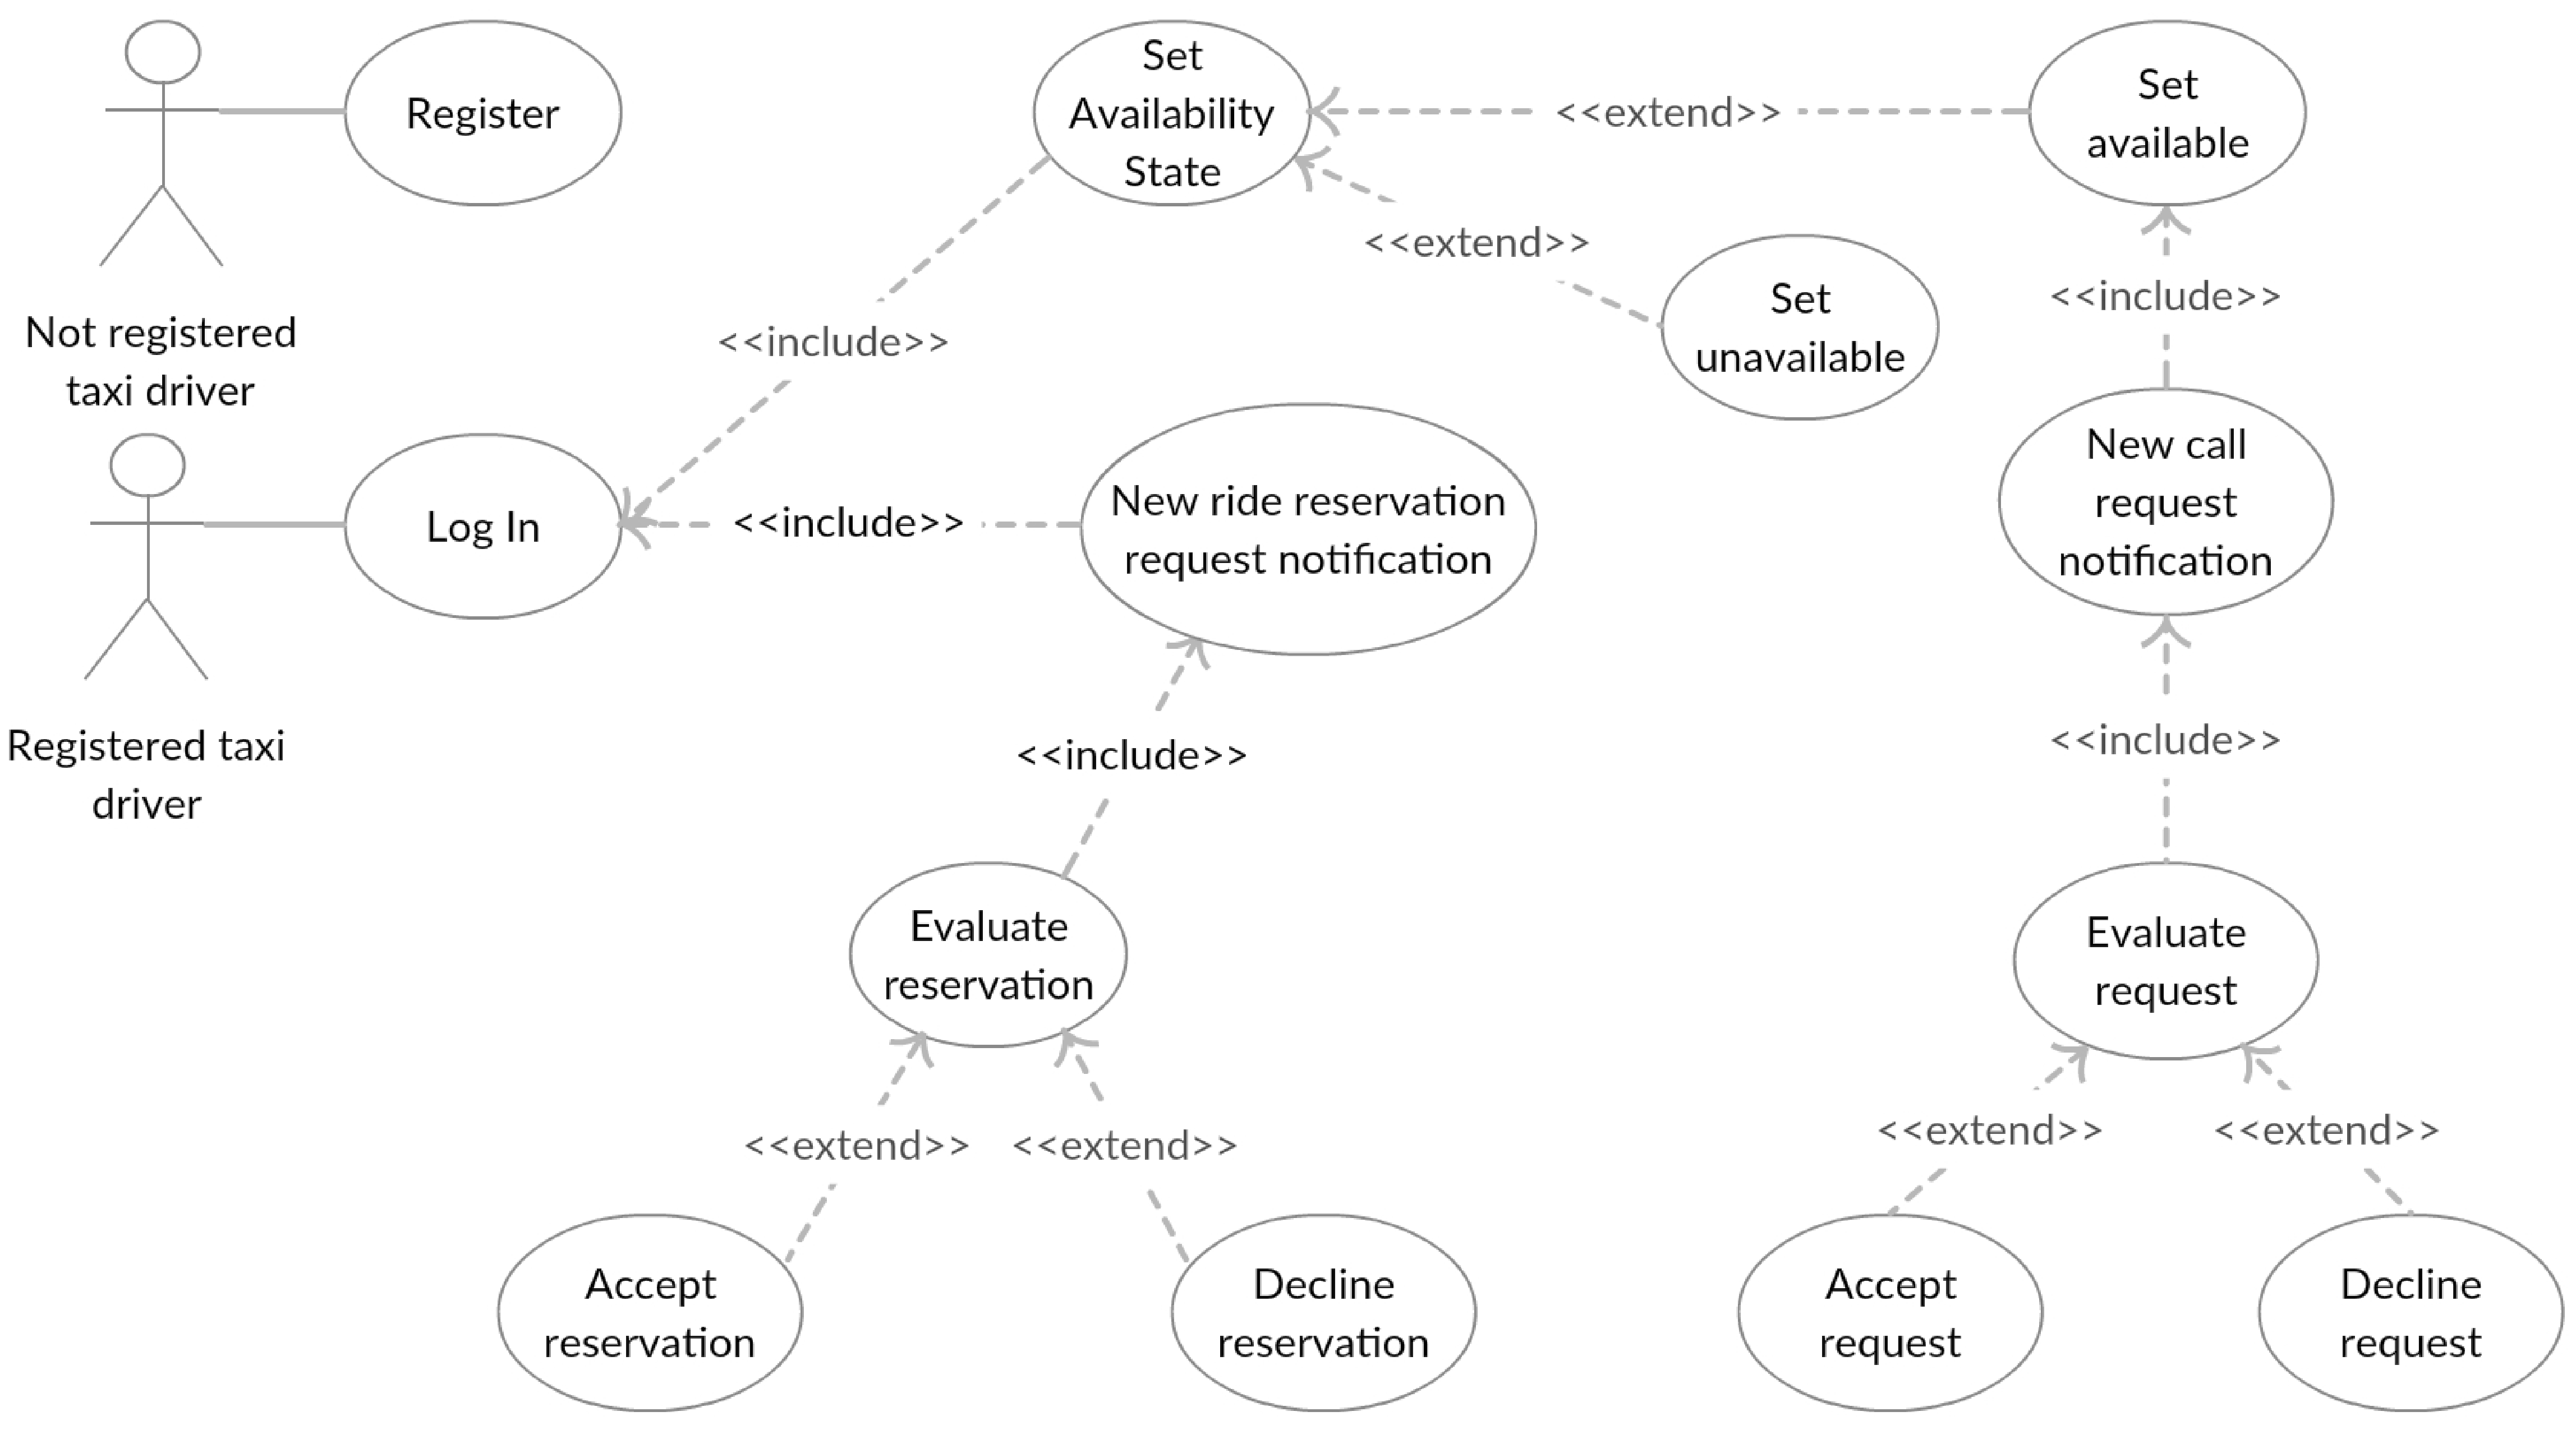 Register
Not registered
taxi driver
Set
Availability
State
<<extend>>
Set
available
<<extend>>
Set
unavailable
<<include>>
<<include>>
Log In
<<include>>
New ride reservation
request notification
New call
request
notification
Registered taxi
driver
<<include>>
<<include>>
Evaluate
reservation
Evaluate
request
<<extend>>
<<extend>>
<<extend>>
<<extend>>
Accept
reservation
Decline
reservation
Accept
request
Decline
request